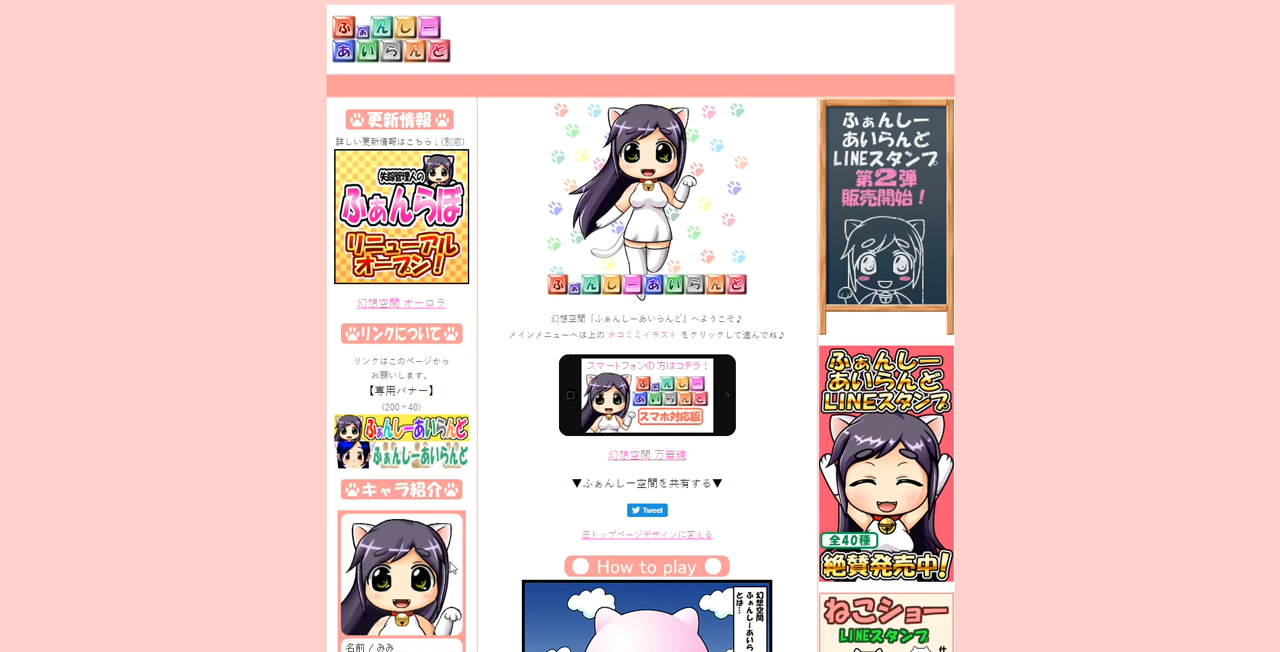 ふぁんしー
あいらんど
更新情報
詳しい更新情報はこちら↓(別窓)
失踪管理人の
ふぁんらぼ
リニューアル
オープン!
幻想空間 オーロラ
リンクについて
リンクはこのページから
お願いします。
【専用バナー】
(200×40)
ふぁんしーあいらんど
ふぁんしーあいらんど
キャラ紹介
名前 / みみ
ふぁんしーあいらんど
幻想空間『ふぁんしーあいらんど』へようこそ♪
メインメニューへは上の ネコミミイラスト をクリックして進んでね♪
スマートフォンの方はコチラ!
ふぁんしー
あいらんど
スマホ対応版
幻想空間 万華鏡
▼ふぁんしー空間を共有する▼
Tweet
旧トップページデザインに変える
How to play
幻想空間
ふぁんしーあいら
とは…
ふぁんしー
あいらんど
LINEスタンプ
第2弾
販売開始!
ふぁんしー
あいらんど
LINEスタンプ
全40種
絶賛発売中!
ねこショー
LINEスタンプ